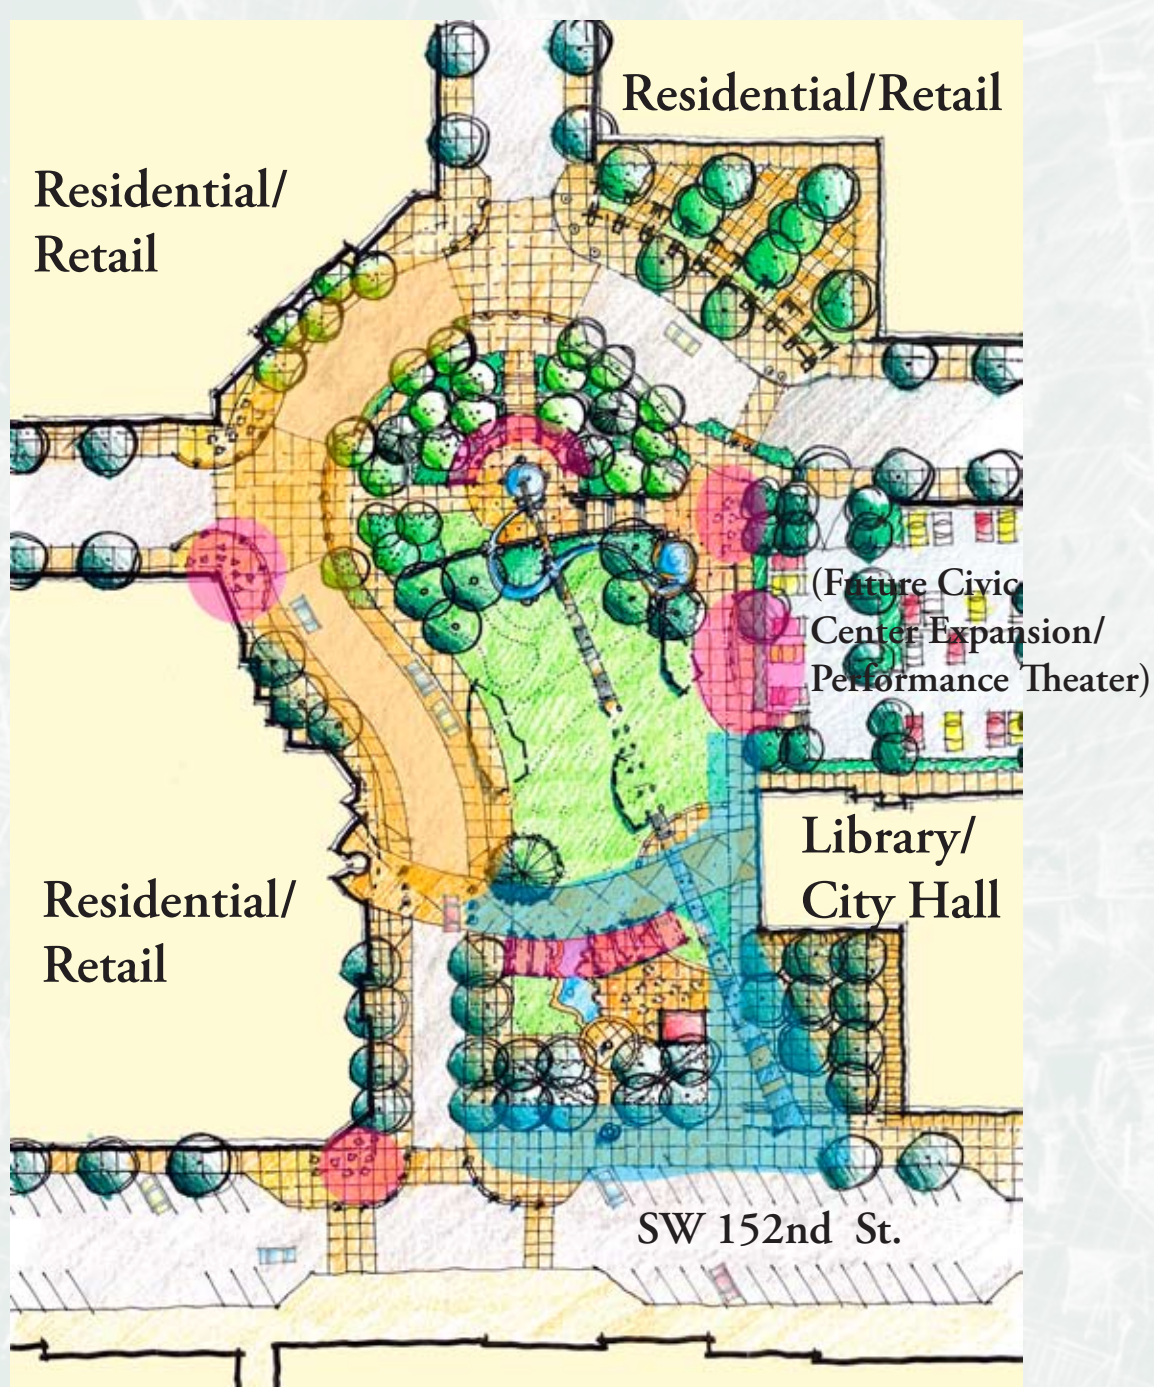 Residential/Retail
Residential/
Retail
(Future Civic
Center Expansion/
Performance Theater)
Library/
City Hall
Residential/
Retail
SW 152nd St.